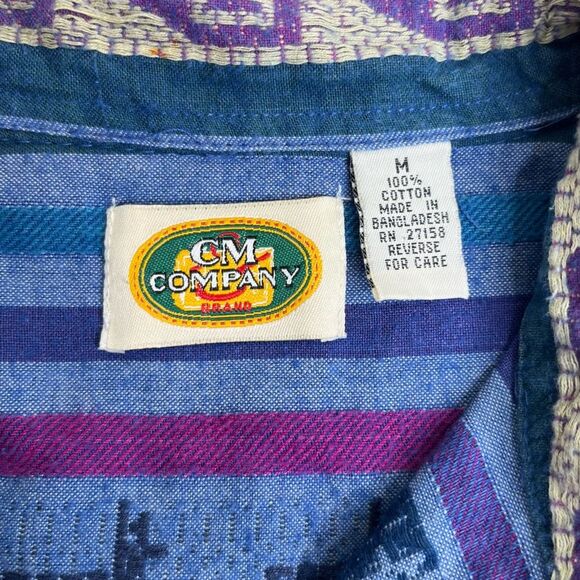 CM
COMPANY
BRAND
M
100%
COTTON
MADE IN
BANGLADESH
RN 27158
REVERSE
FOR CARE